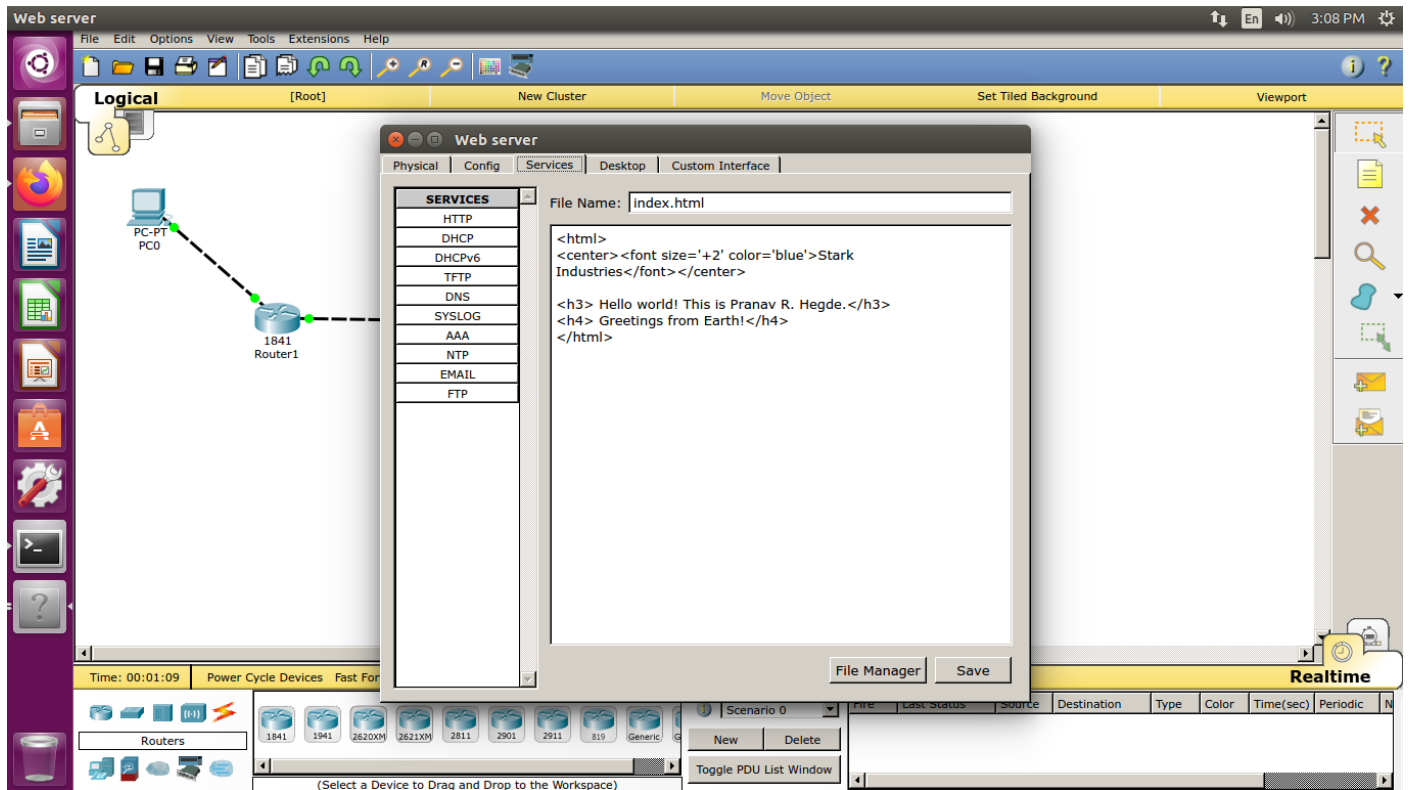 Web server
En
3:08 PM
File Edit Options View Tools Extensions Help
Logical
[Root]
New Cluster
Move Object
Set Tiled Background
Viewport
Web server
Physical
Config
Services
Desktop
Custom Interface
SERVICES
HTTP
DHCP
DHCPv6
TFTP
DNS
SYSLOG
AAA
NTP
EMAIL
FTP
File Name: index.html
<html>
<center><font size='+2' color='blue'>Stark
Industries</font></center>
<h3> Hello world! This is Pranav R. Hegde.</h3>
<h4> Greetings from Earth!</h4>
</html>
File Manager
Save
PC-PT
PC0
1841
Router1
Time: 00:01:09
Power Cycle Devices Fast For
Realtime
Routers
1841
1941
2620XM
2621XM
2811
2901
2911
819
Generic
G
(Select a Device to Drag and Drop to the Workspace)
Scenario 0
New
Delete
Toggle PDU List Window
Fire
Last Status
Source
Destination
Type
Color
Time(sec)
Periodic
N